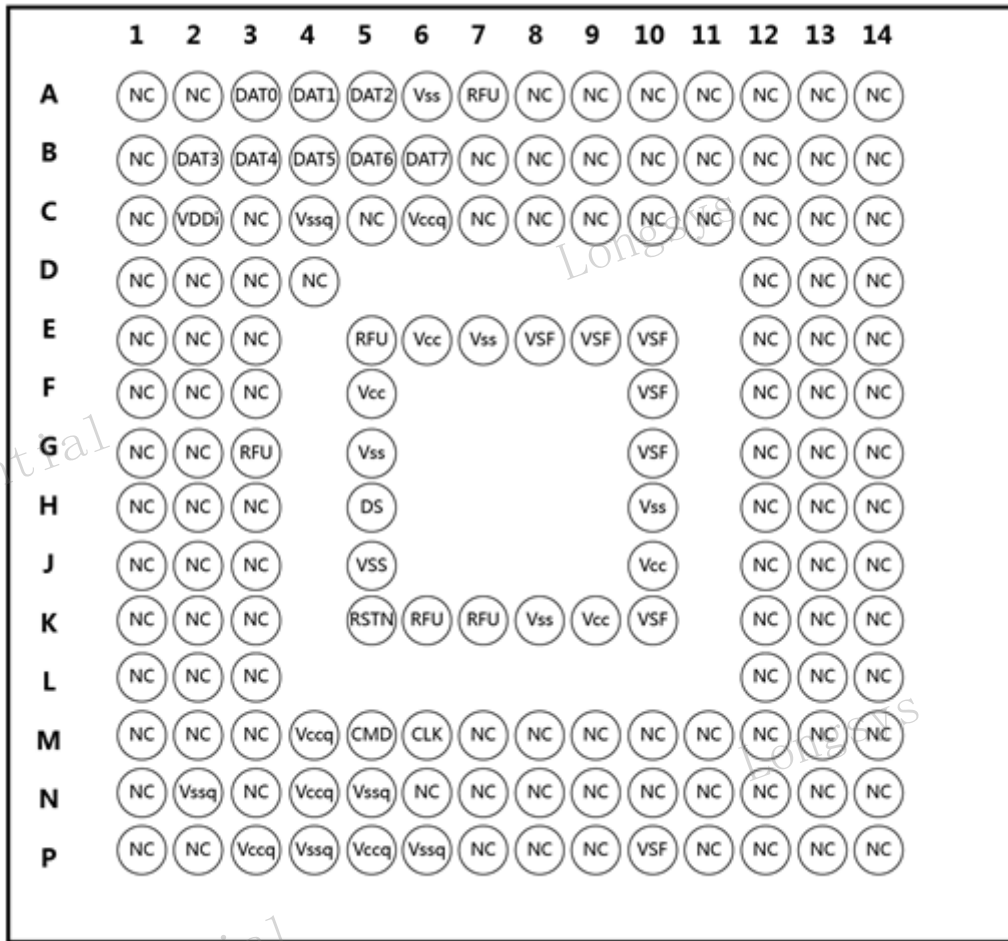 1 2 3 4 5 6 7 8 9 10 11 12 13 14
A NC NC DAT0 DAT1 DAT2 Vss RFU NC NC NC NC NC NC NC
B NC DAT3 DAT4 DAT5 DAT6 DAT7 NC NC NC NC NC NC NC NC
C NC VDDi NC Vssq NC Vccq NC NC NC NC NC NC NC NC
Longsys
D NC NC NC NC NC NC NC
E NC NC NC RFU Vcc Vss VSF VSF VSF NC NC NC
F NC NC NC Vcc VSF NC NC NC
ntial
G NC NC RFU Vss VSF NC NC NC
H NC NC NC DS Vss NC NC NC
J NC NC NC VSS Vcc NC NC NC
K NC NC NC RSTN RFU RFU Vss Vcc VSF NC NC NC
L NC NC NC NC NC NC
M NC NC NC Vccq CMD CLK NC NC NC NC NC NC NC NC
Longsys
N NC Vssq NC Vccq Vssq NC NC NC NC NC NC NC NC NC
P NC NC Vccq Vssq Vccq Vssq NC NC NC VSF NC NC NC NC